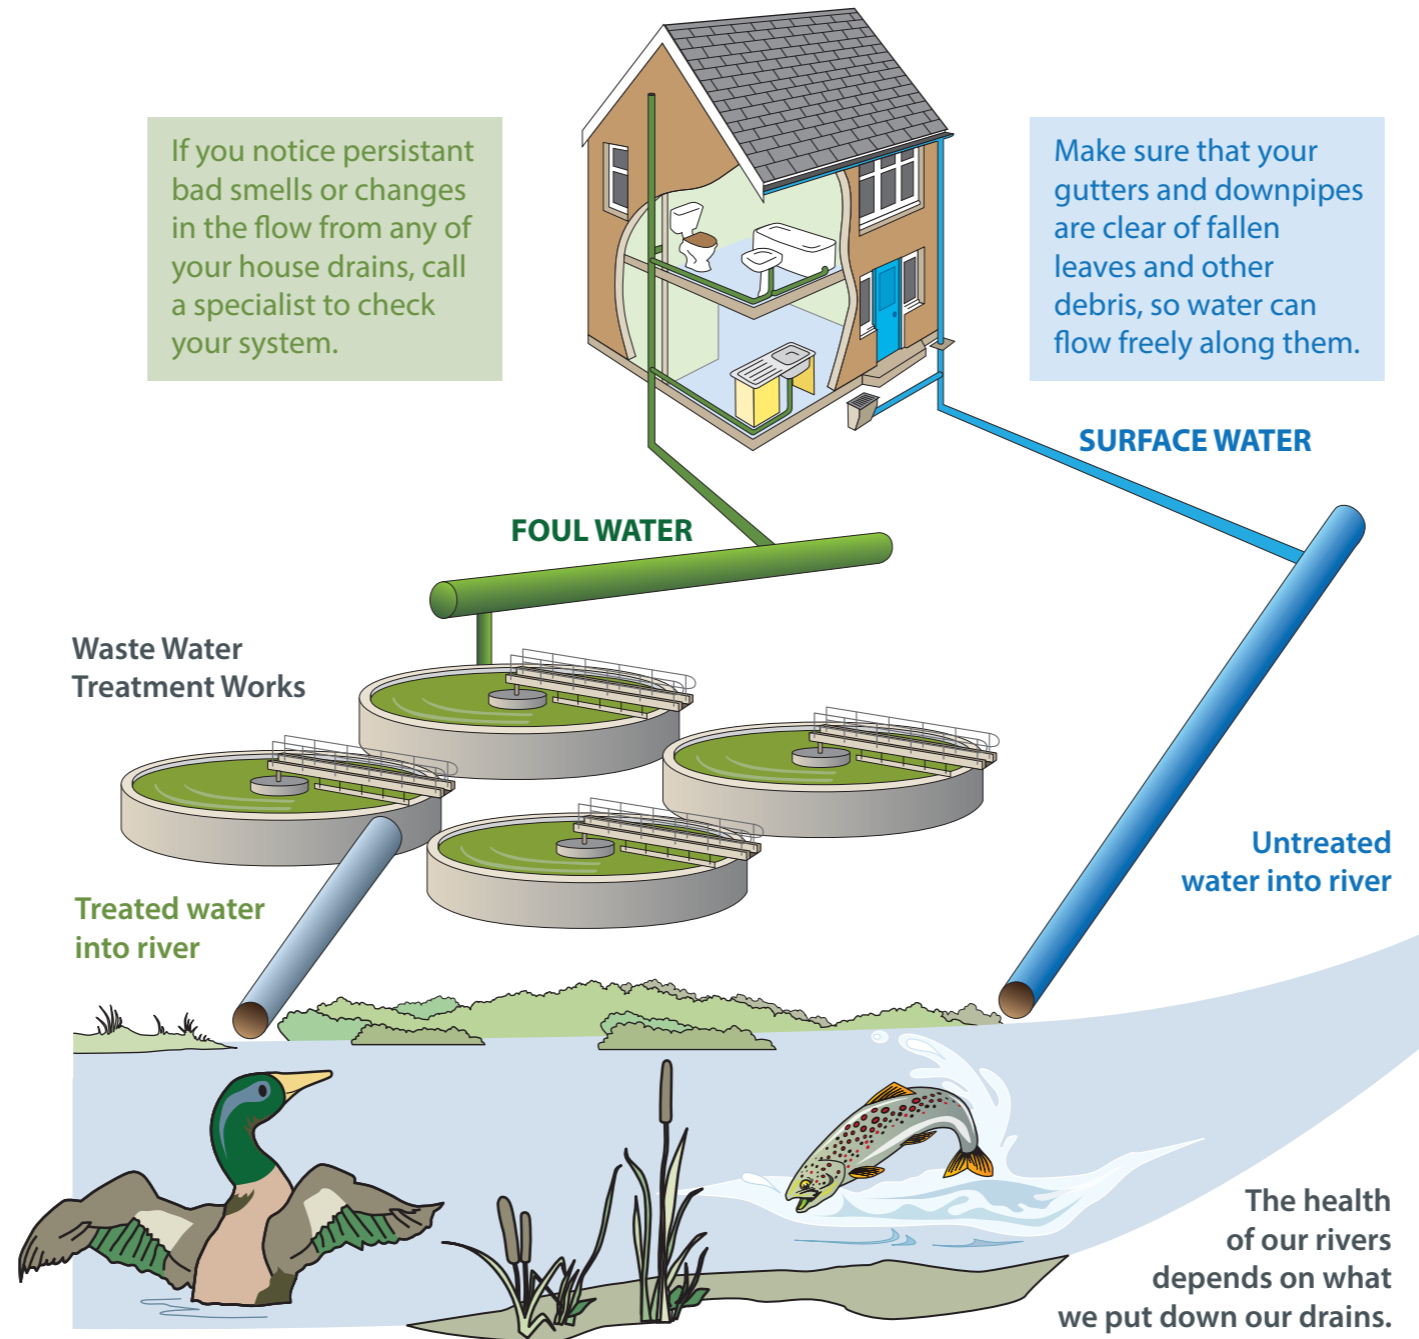 If you notice persistant
bad smells or changes
in the flow from any of
your house drains, call
a specialist to check
your system.
Make sure that your
gutters and downpipes
are clear of fallen
leaves and other
debris, so water can
flow freely along them.
SURFACE WATER
FOUL WATER
Waste Water
Treatment Works
Untreated
water into river
Treated water
into river
The health
of our rivers
depends on what
we put down our drains.